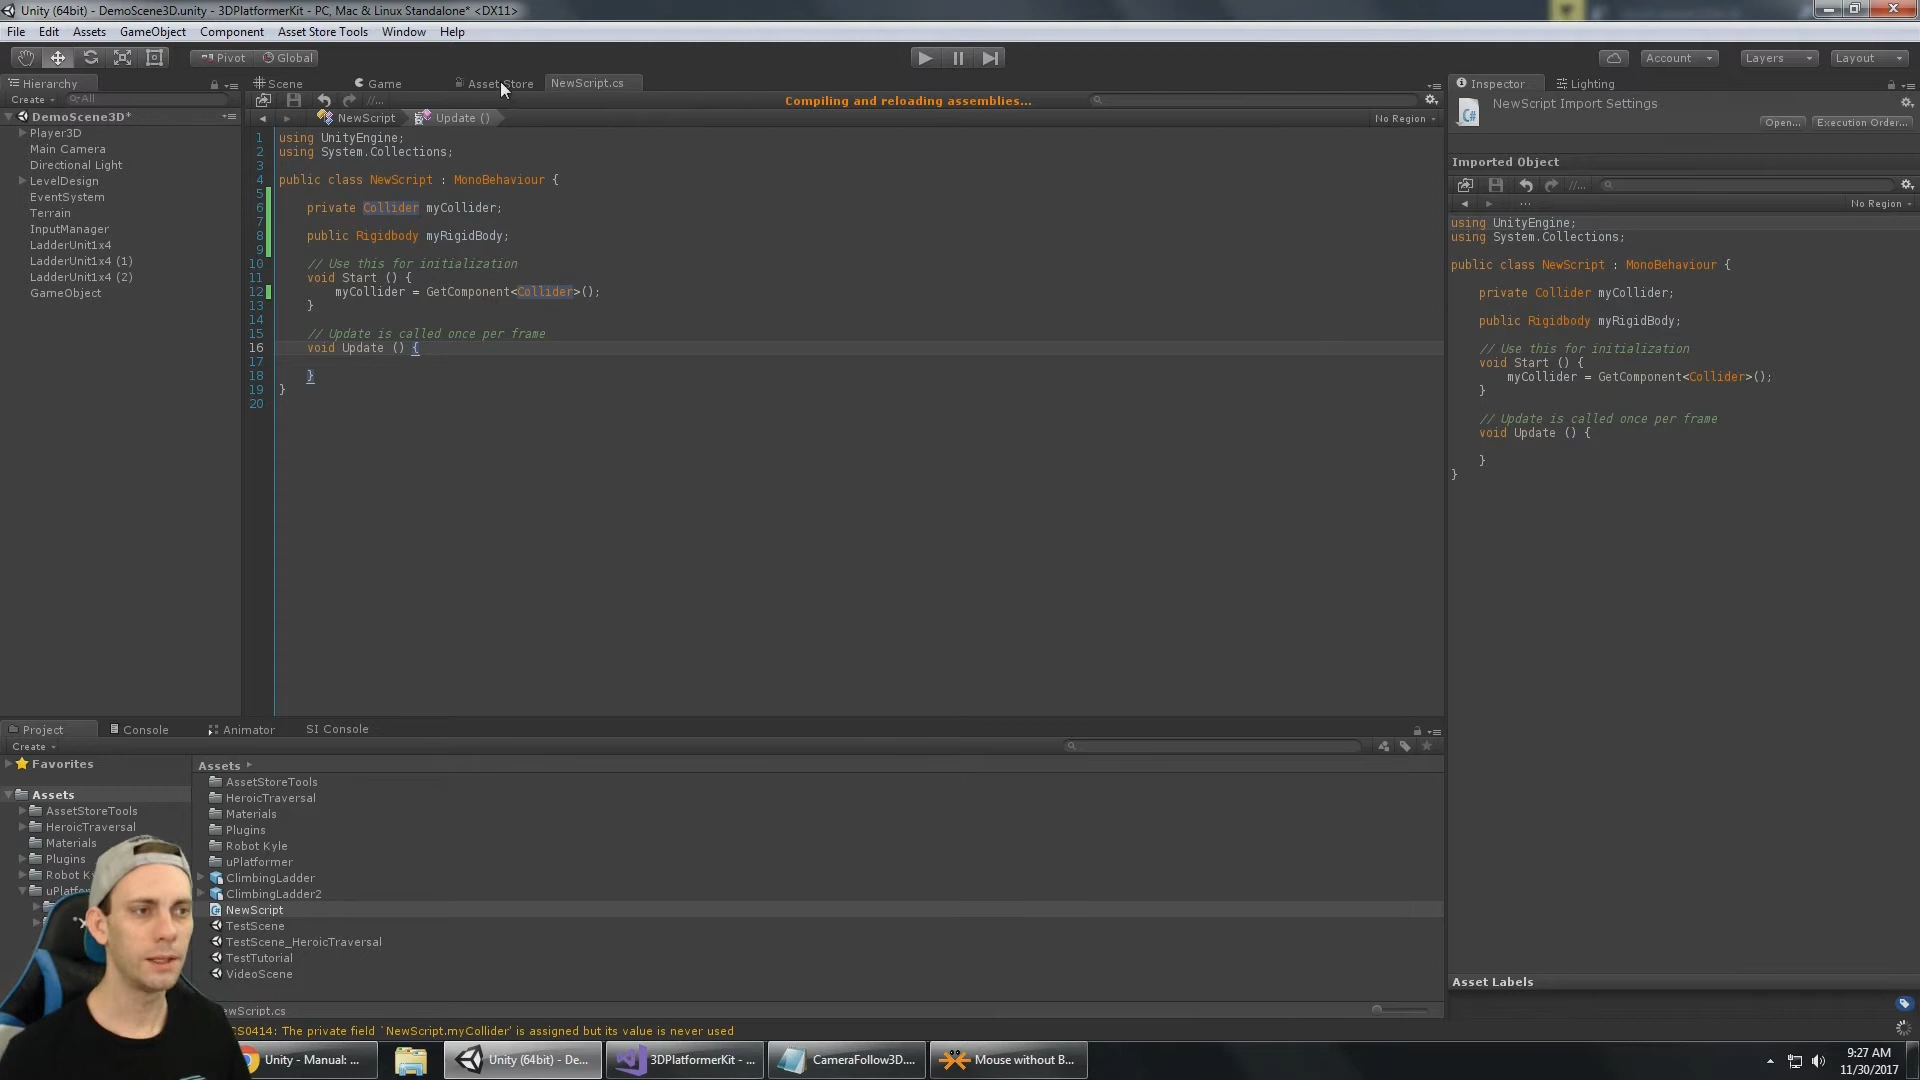 Unity (64bit) - DemoScene3D.unity - 3DPlatformerKit - PC, Mac & Linux Standalone* <DX11>
File Edit Assets GameObject Component Asset Store Tools Window Help
Pivot Global Account Layers Layout
Hierarchy Scene Game Asset Store NewScript.cs Inspector Lighting
Create All //... Compiling and reloading assemblies... NewScript Import Settings
DemoScene3D* NewScript Update () No Region Open... Execution Order...
Player3D
Main Camera
Directional Light
LevelDesign
EventSystem
Terrain
InputManager
LadderUnit1x4
LadderUnit1x4 (1)
LadderUnit1x4 (2)
GameObject
1 using UnityEngine;
2 using System.Collections;
3
4 public class NewScript : MonoBehaviour {
5
6 private Collider myCollider;
7
8 public Rigidbody myRigidBody;
9
10 // Use this for initialization
11 void Start () {
12 myCollider = GetComponent<Collider>();
13 }
14
15 // Update is called once per frame
16 void Update () {
17
18 }
19 }
20
Imported Object
//...
... No Region
using UnityEngine;
using System.Collections;
public class NewScript : MonoBehaviour {
private Collider myCollider;
public Rigidbody myRigidBody;
// Use this for initialization
void Start () {
myCollider = GetComponent<Collider>();
}
// Update is called once per frame
void Update () {
}
}
Asset Labels
Project Console Animator SI Console
Create
Favorites
Assets
AssetStoreTools
HeroicTraversal
Materials
Plugins
Robot Ky
uPlatfor
Assets
AssetStoreTools
HeroicTraversal
Materials
Plugins
Robot Kyle
uPlatformer
ClimbingLadder
ClimbingLadder2
NewScript
TestScene
TestScene_HeroicTraversal
TestTutorial
VideoScene
ewScript.cs
CS0414: The private field `NewScript.myCollider' is assigned but its value is never used
Unity - Manual: ... Unity (64bit) - De... 3DPlatformerKit - ... CameraFollow3D.... Mouse without B...
9:27 AM
11/30/2017